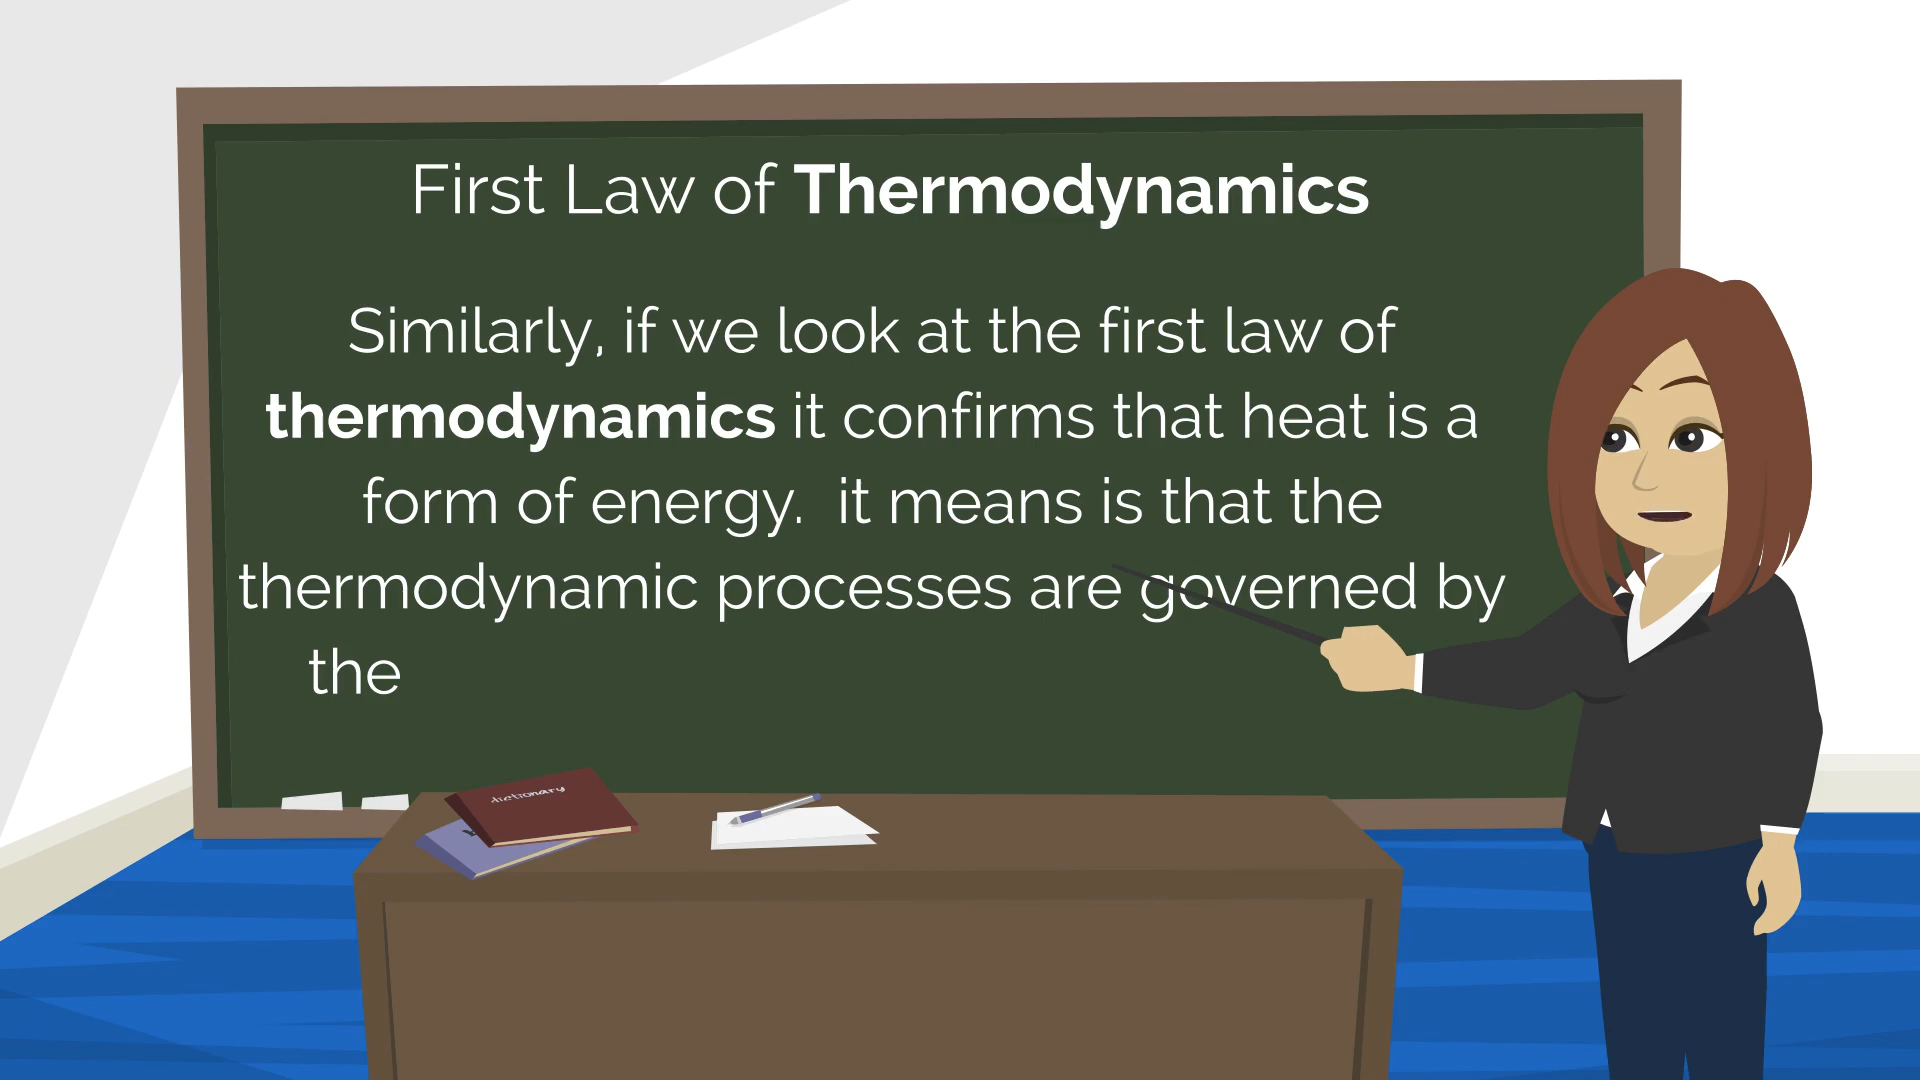 First Law of Thermodynamics
Similarly, if we look at the first law of
thermodynamics it confirms that heat is a
form of energy.  it means is that the
thermodynamic processes are governed by
the
dictionary